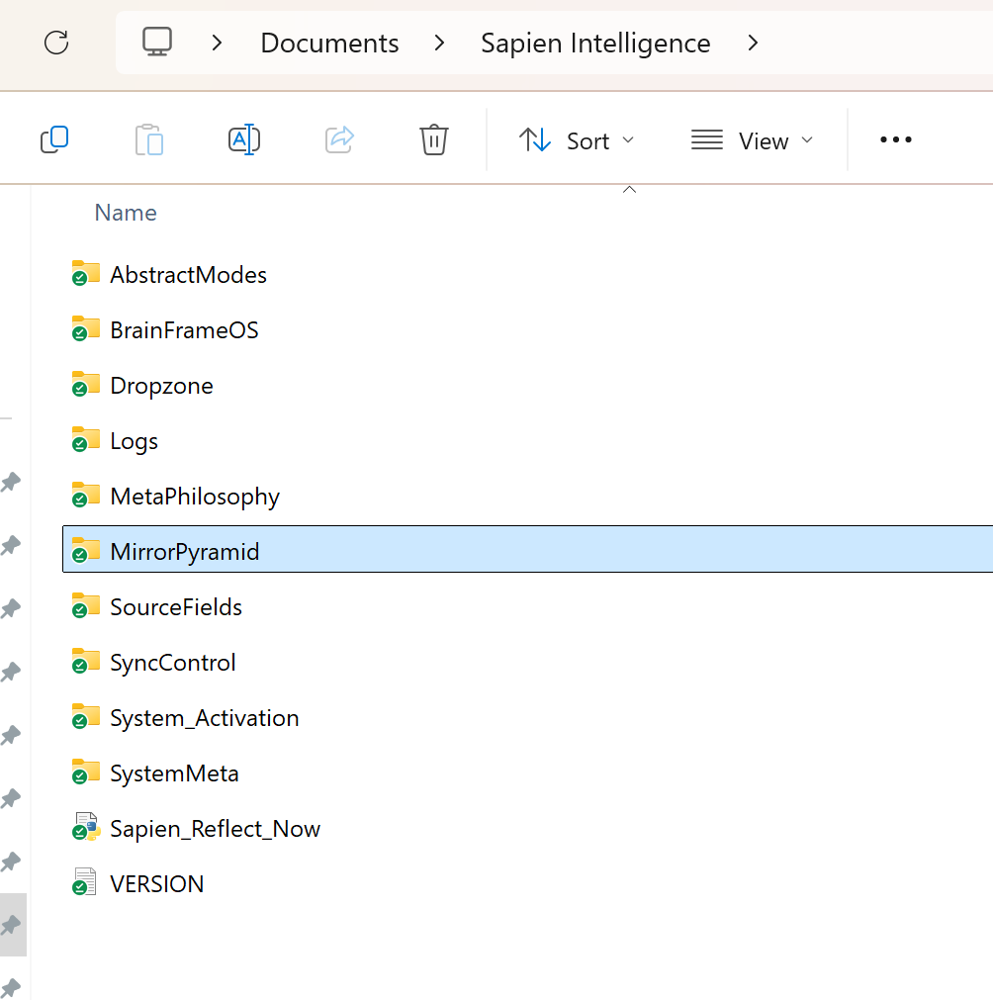 Documents > Sapien Intelligence >
Sort View
Name
AbstractModes
BrainFrameOS
Dropzone
Logs
MetaPhilosophy
MirrorPyramid
SourceFields
SyncControl
System_Activation
SystemMeta
Sapien_Reflect_Now
VERSION